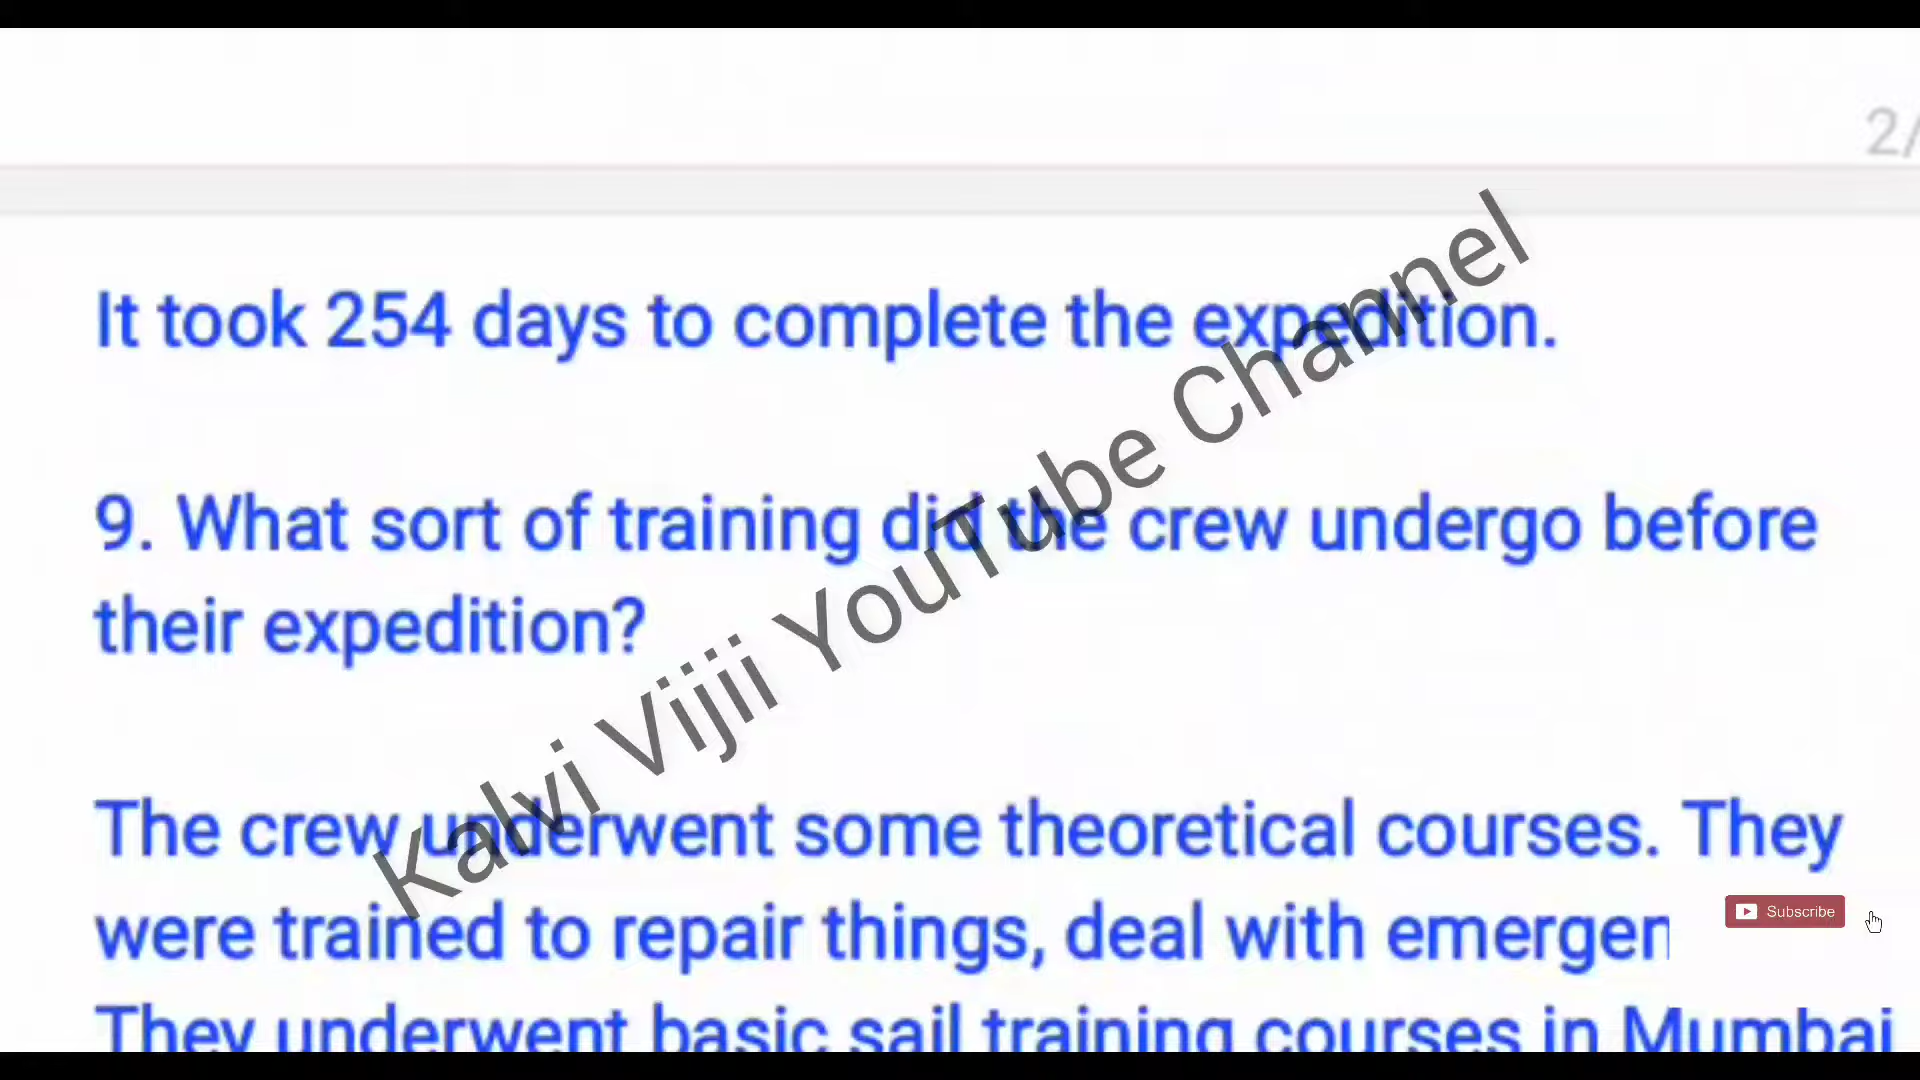 2/
It took 254 days to complete the expedition.
9. What sort of training did the crew undergo before
their expedition?
The crew underwent some theoretical courses. They
were trained to repair things, deal with emergen
Subscribe
They underwent basic sail training courses in Mumbai
Kalvi Vijii YouTube Channel